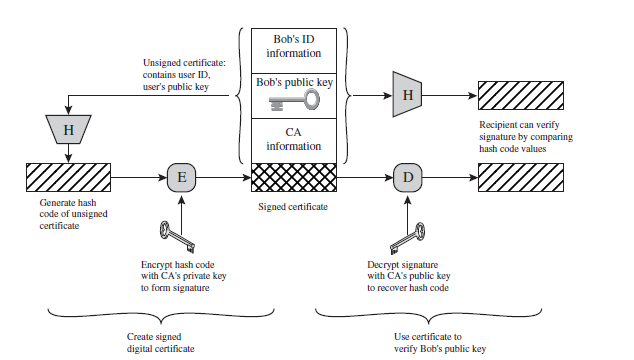 Bob's ID
information
Unsigned certificate:
contains user ID,
user's public key
Bob's public key
H
H
CA
information
Recipient can verify
signature by comparing
hash code values
E
D
Generate hash
code of unsigned
certificate
Signed certificate
Encrypt hash code
with CA's private key
to form signature
Decrypt signature
with CA's public key
to recover hash code
Create signed
digital certificate
Use certificate to
verify Bob's public key